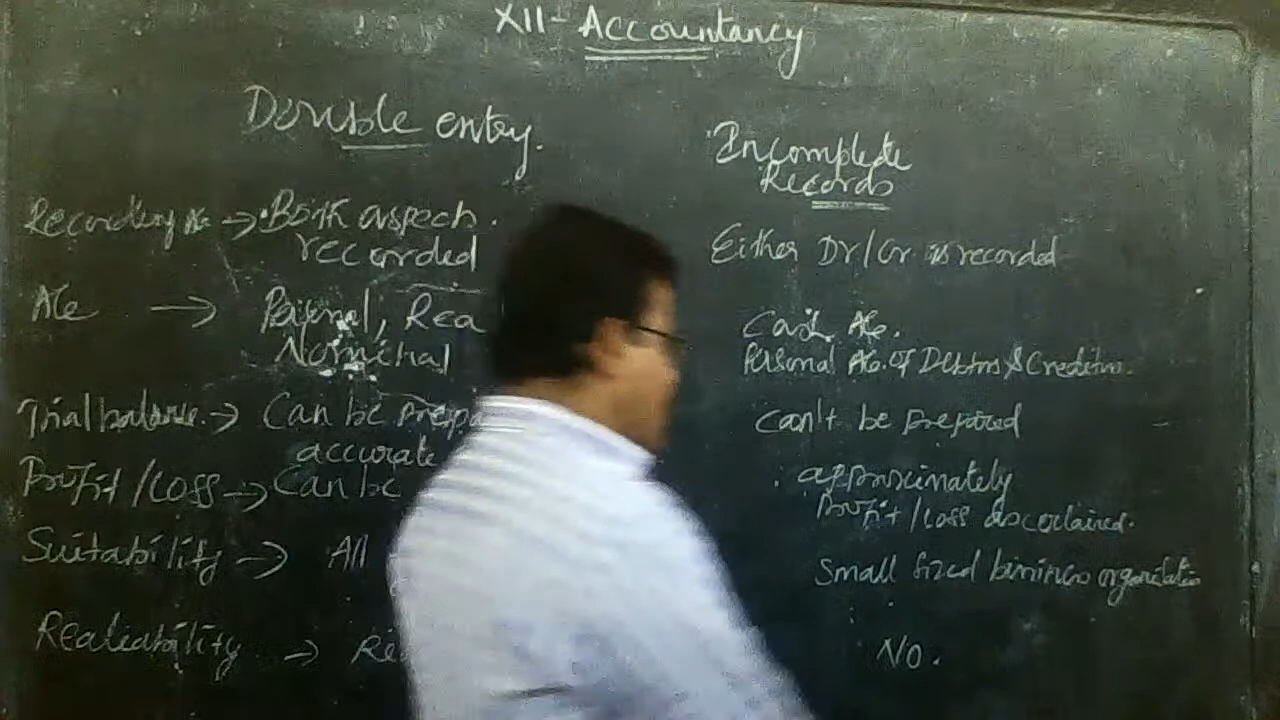 XII - Accountancy
Double entry.
Incomplete
Records
Recording → Both aspects.
recorded
Either Dr/Cr is recorded
A/c → Personal, Rea
Nominal
Cash A/c.
Personal A/c. of Debtors & Creditors.
Trial balance. → Can be prepa
accurate
Can't be prepared
Profit /Loss → Can be
approximately
Profit /Loss ascertained.
Suitability → All
Small sized business organisation
→ Re
No.